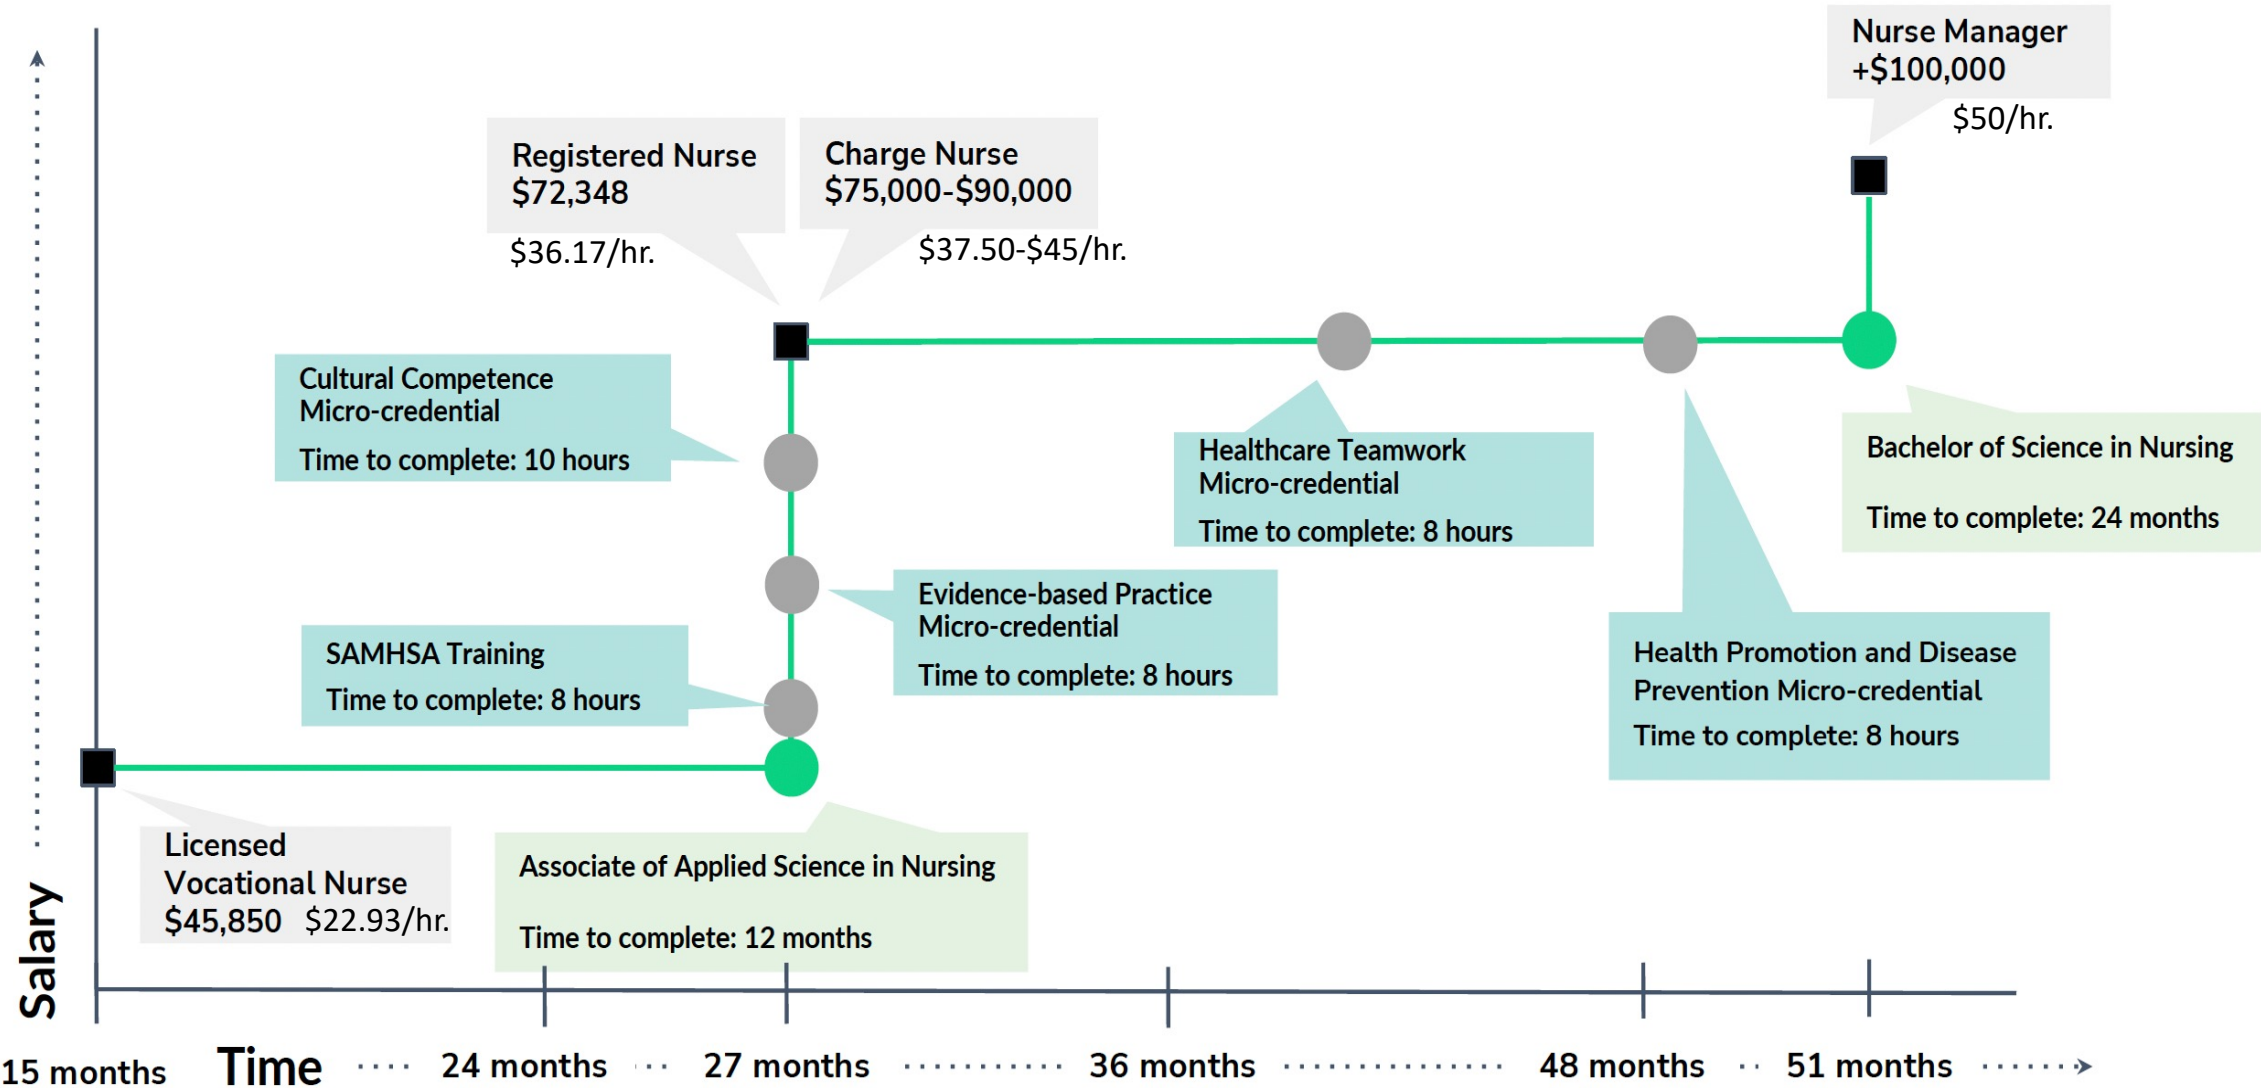 Nurse Manager
+$100,000
$50/hr.
Registered Nurse
$72,348
$36.17/hr.
Charge Nurse
$75,000-$90,000
$37.50-$45/hr.
Cultural Competence
Micro-credential
Time to complete: 10 hours
Healthcare Teamwork
Micro-credential
Time to complete: 8 hours
Bachelor of Science in Nursing
Time to complete: 24 months
Evidence-based Practice
Micro-credential
Time to complete: 8 hours
SAMHSA Training
Time to complete: 8 hours
Health Promotion and Disease
Prevention Micro-credential
Time to complete: 8 hours
Licensed
Vocational Nurse
$45,850 $22.93/hr.
Associate of Applied Science in Nursing
Time to complete: 12 months
Salary
15 months Time 24 months 27 months 36 months 48 months 51 months